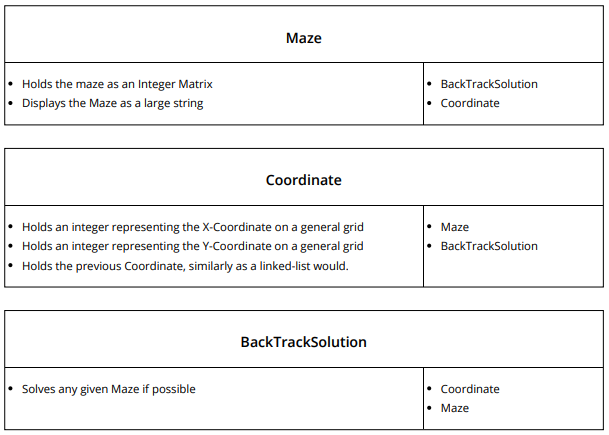 Maze
Holds the maze as an Integer Matrix
Displays the Maze as a large string
BackTrackSolution
Coordinate
Coordinate
Holds an integer representing the X-Coordinate on a general grid
Holds an integer representing the Y-Coordinate on a general grid
Holds the previous Coordinate, similarly as a linked-list would.
Maze
BackTrackSolution
BackTrackSolution
Solves any given Maze if possible
Coordinate
Maze